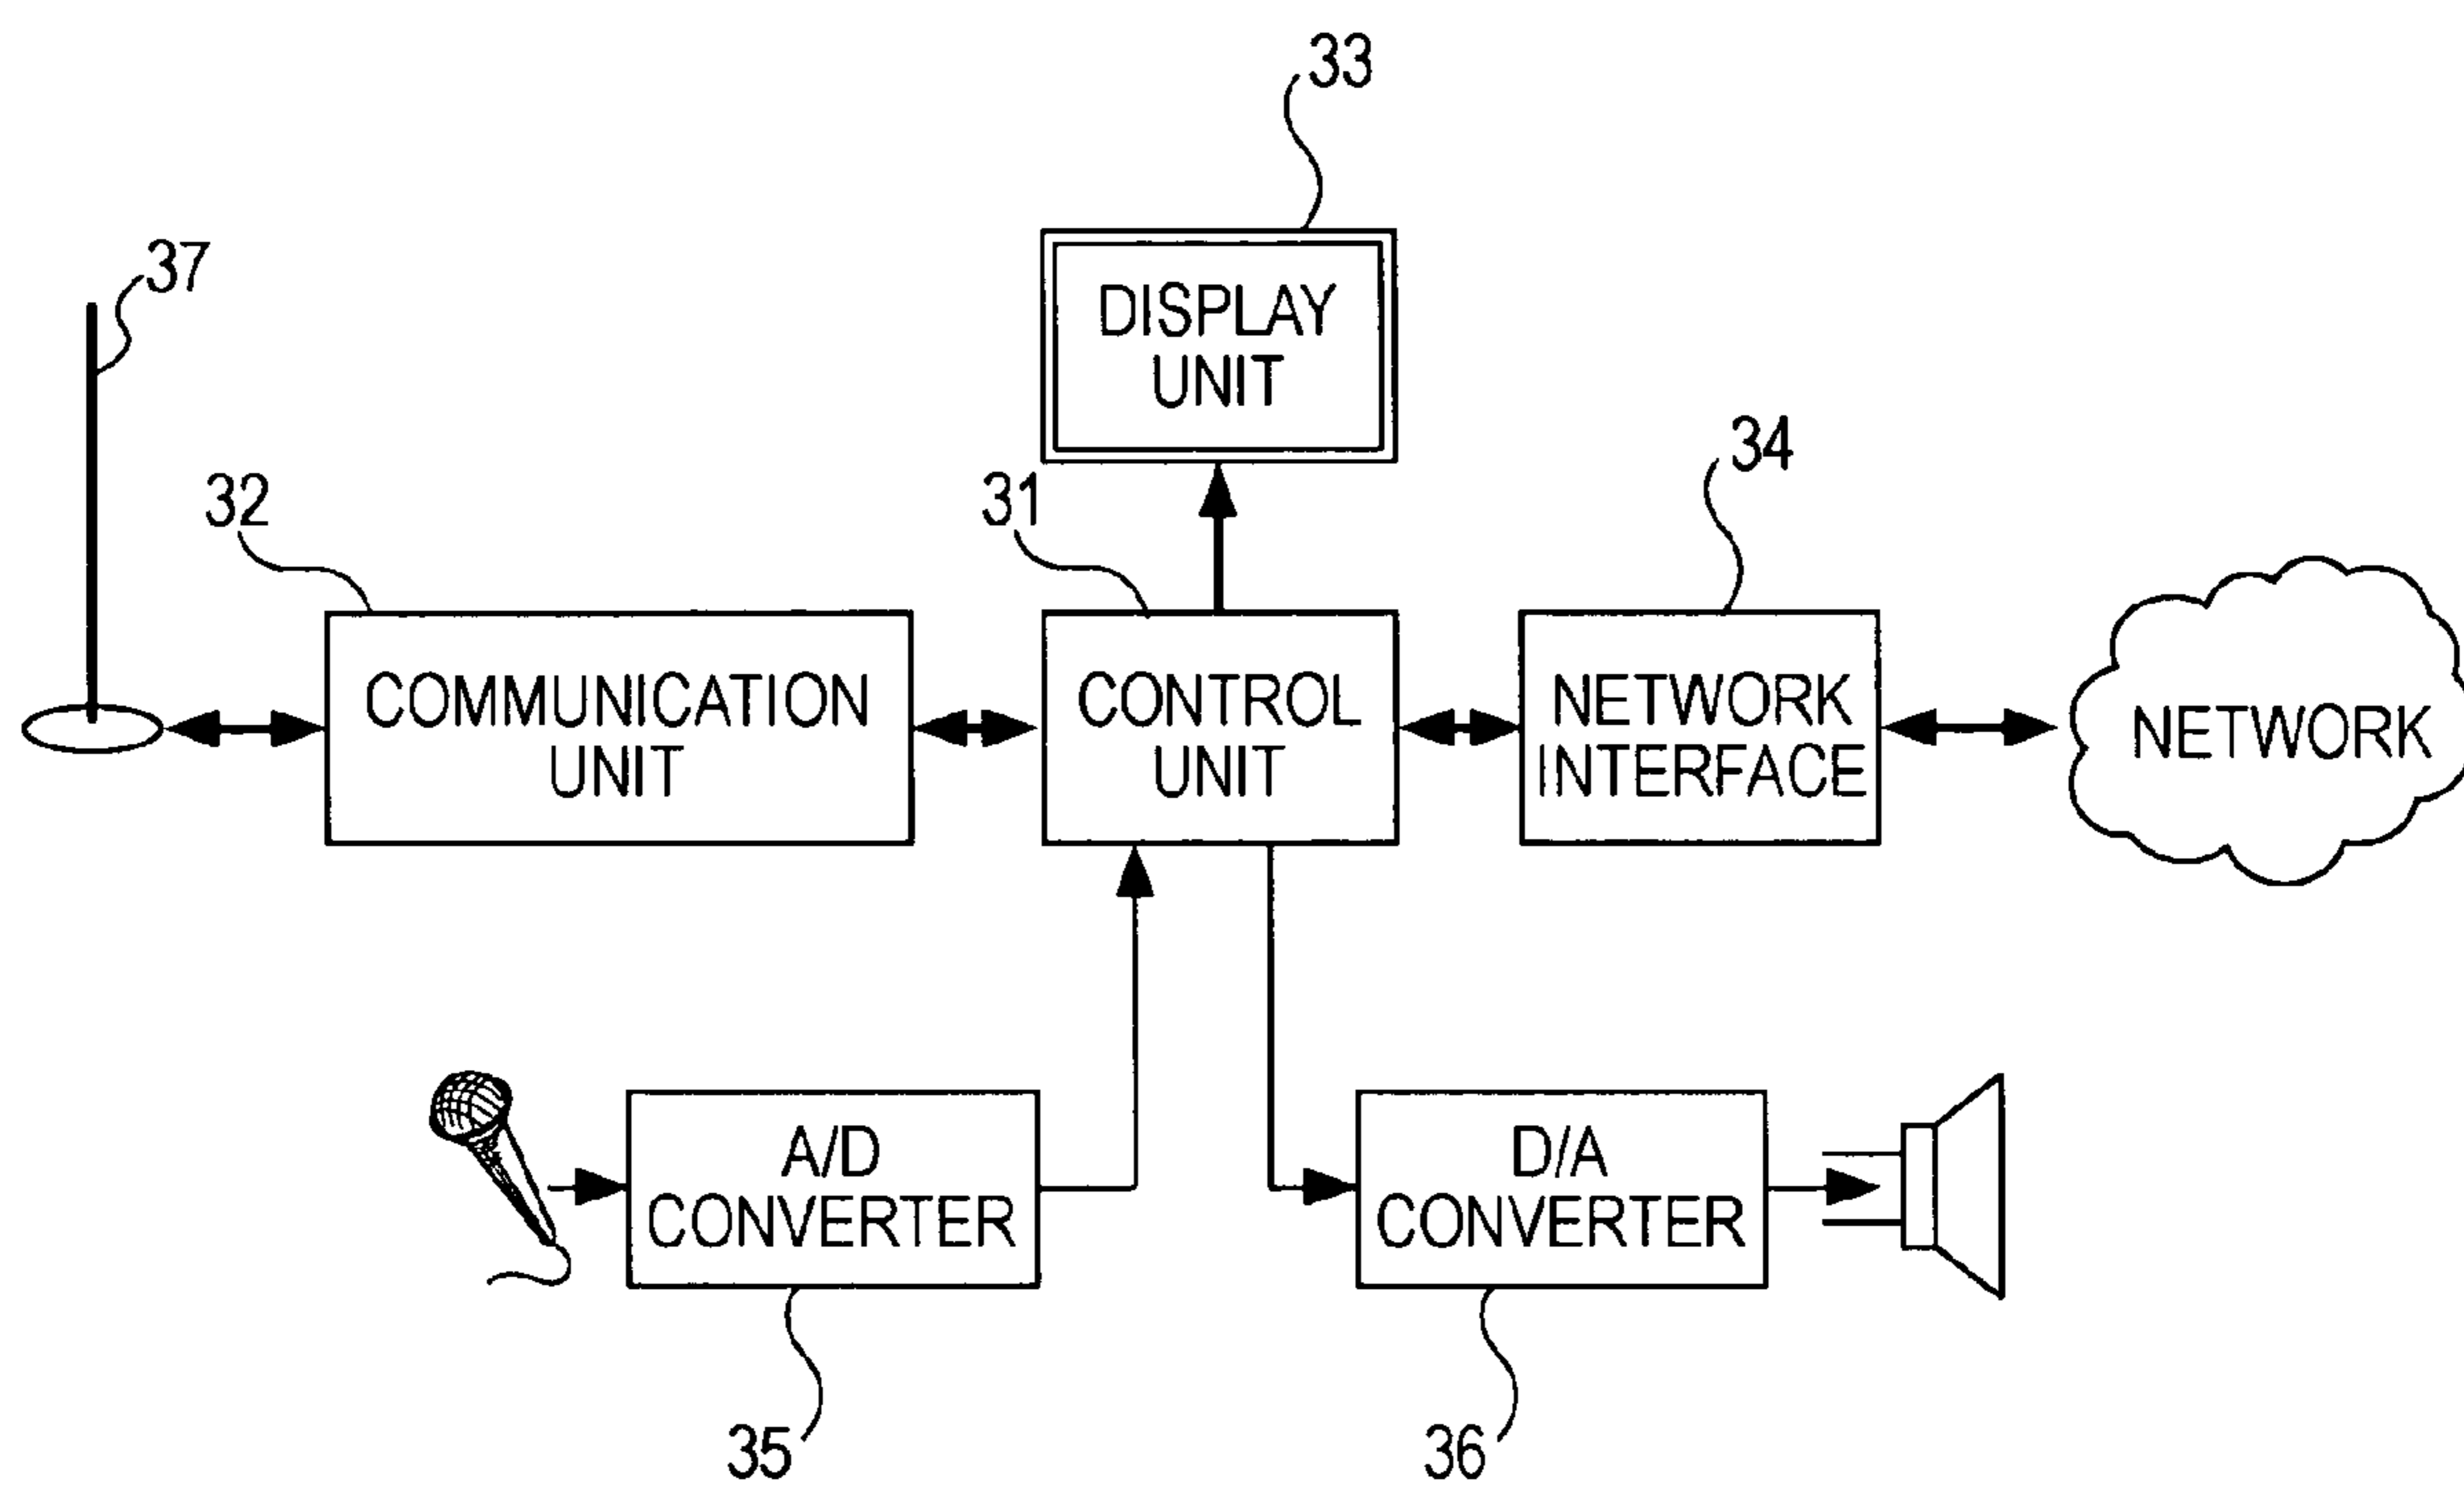 33
37
DISPLAY
UNIT
34
32
31
COMMUNICATION
UNIT
CONTROL
UNIT
NETWORK
INTERFACE
NETWORK
A/D
CONVERTER
D/A
CONVERTER
35
36